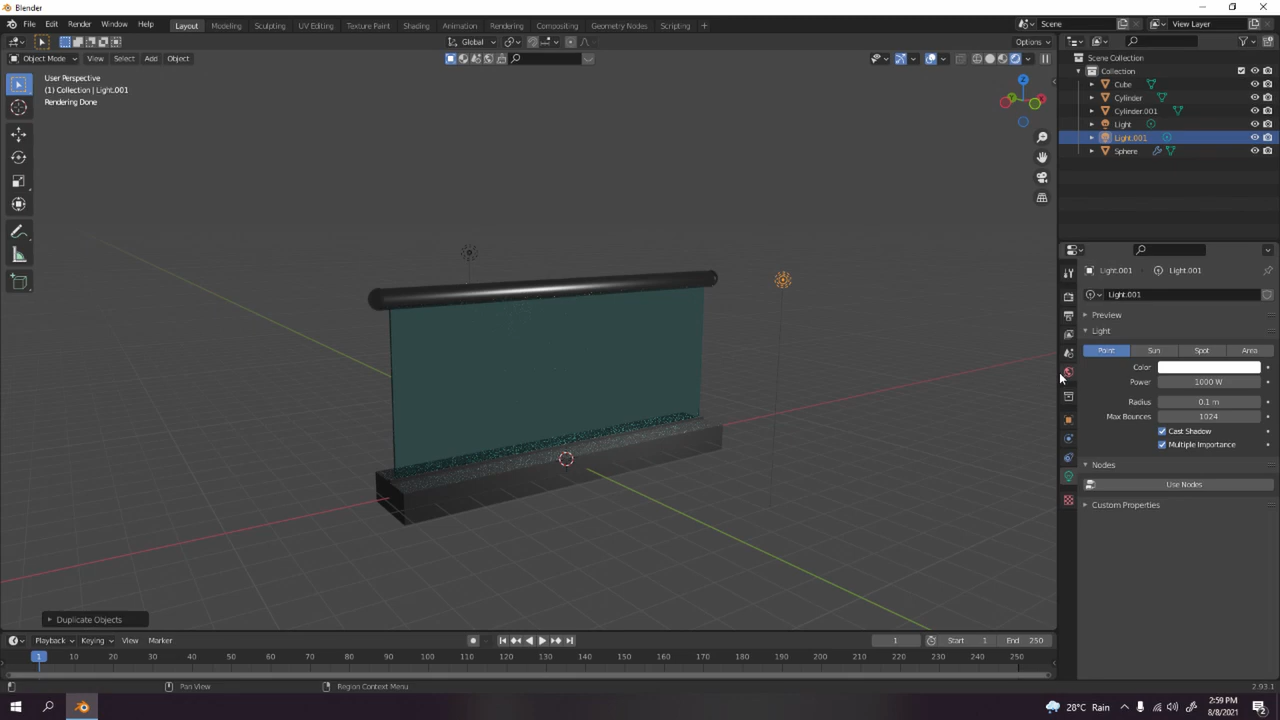 Blender
File Edit Render Window Help Layout Modeling Sculpting UV Editing Texture Paint Shading Animation Rendering Compositing Geometry Nodes Scripting + Scene View Layer
Global Options
Object Mode View Select Add Object
User Perspective
(1) Collection | Light.001
Rendering Done
Scene Collection
Collection
Cube
Cylinder
Cylinder.001
Light
Light.001
Sphere
Light.001 Light.001
Light.001
Preview
Light
Point Sun Spot Area
Color
Power 1000 W
Radius 0.1 m
Max Bounces 1024
Cast Shadow
Multiple Importance
Nodes
Use Nodes
Custom Properties
Duplicate Objects
Playback Keying View Marker 1 Start 1 End 250
1 10 20 30 40 50 60 70 80 90 100 110 120 130 140 150 160 170 180 190 200 210 220 230 240 250
Pan View Region Context Menu 2.93.1
28°C Rain 2:59 PM
8/8/2021
2